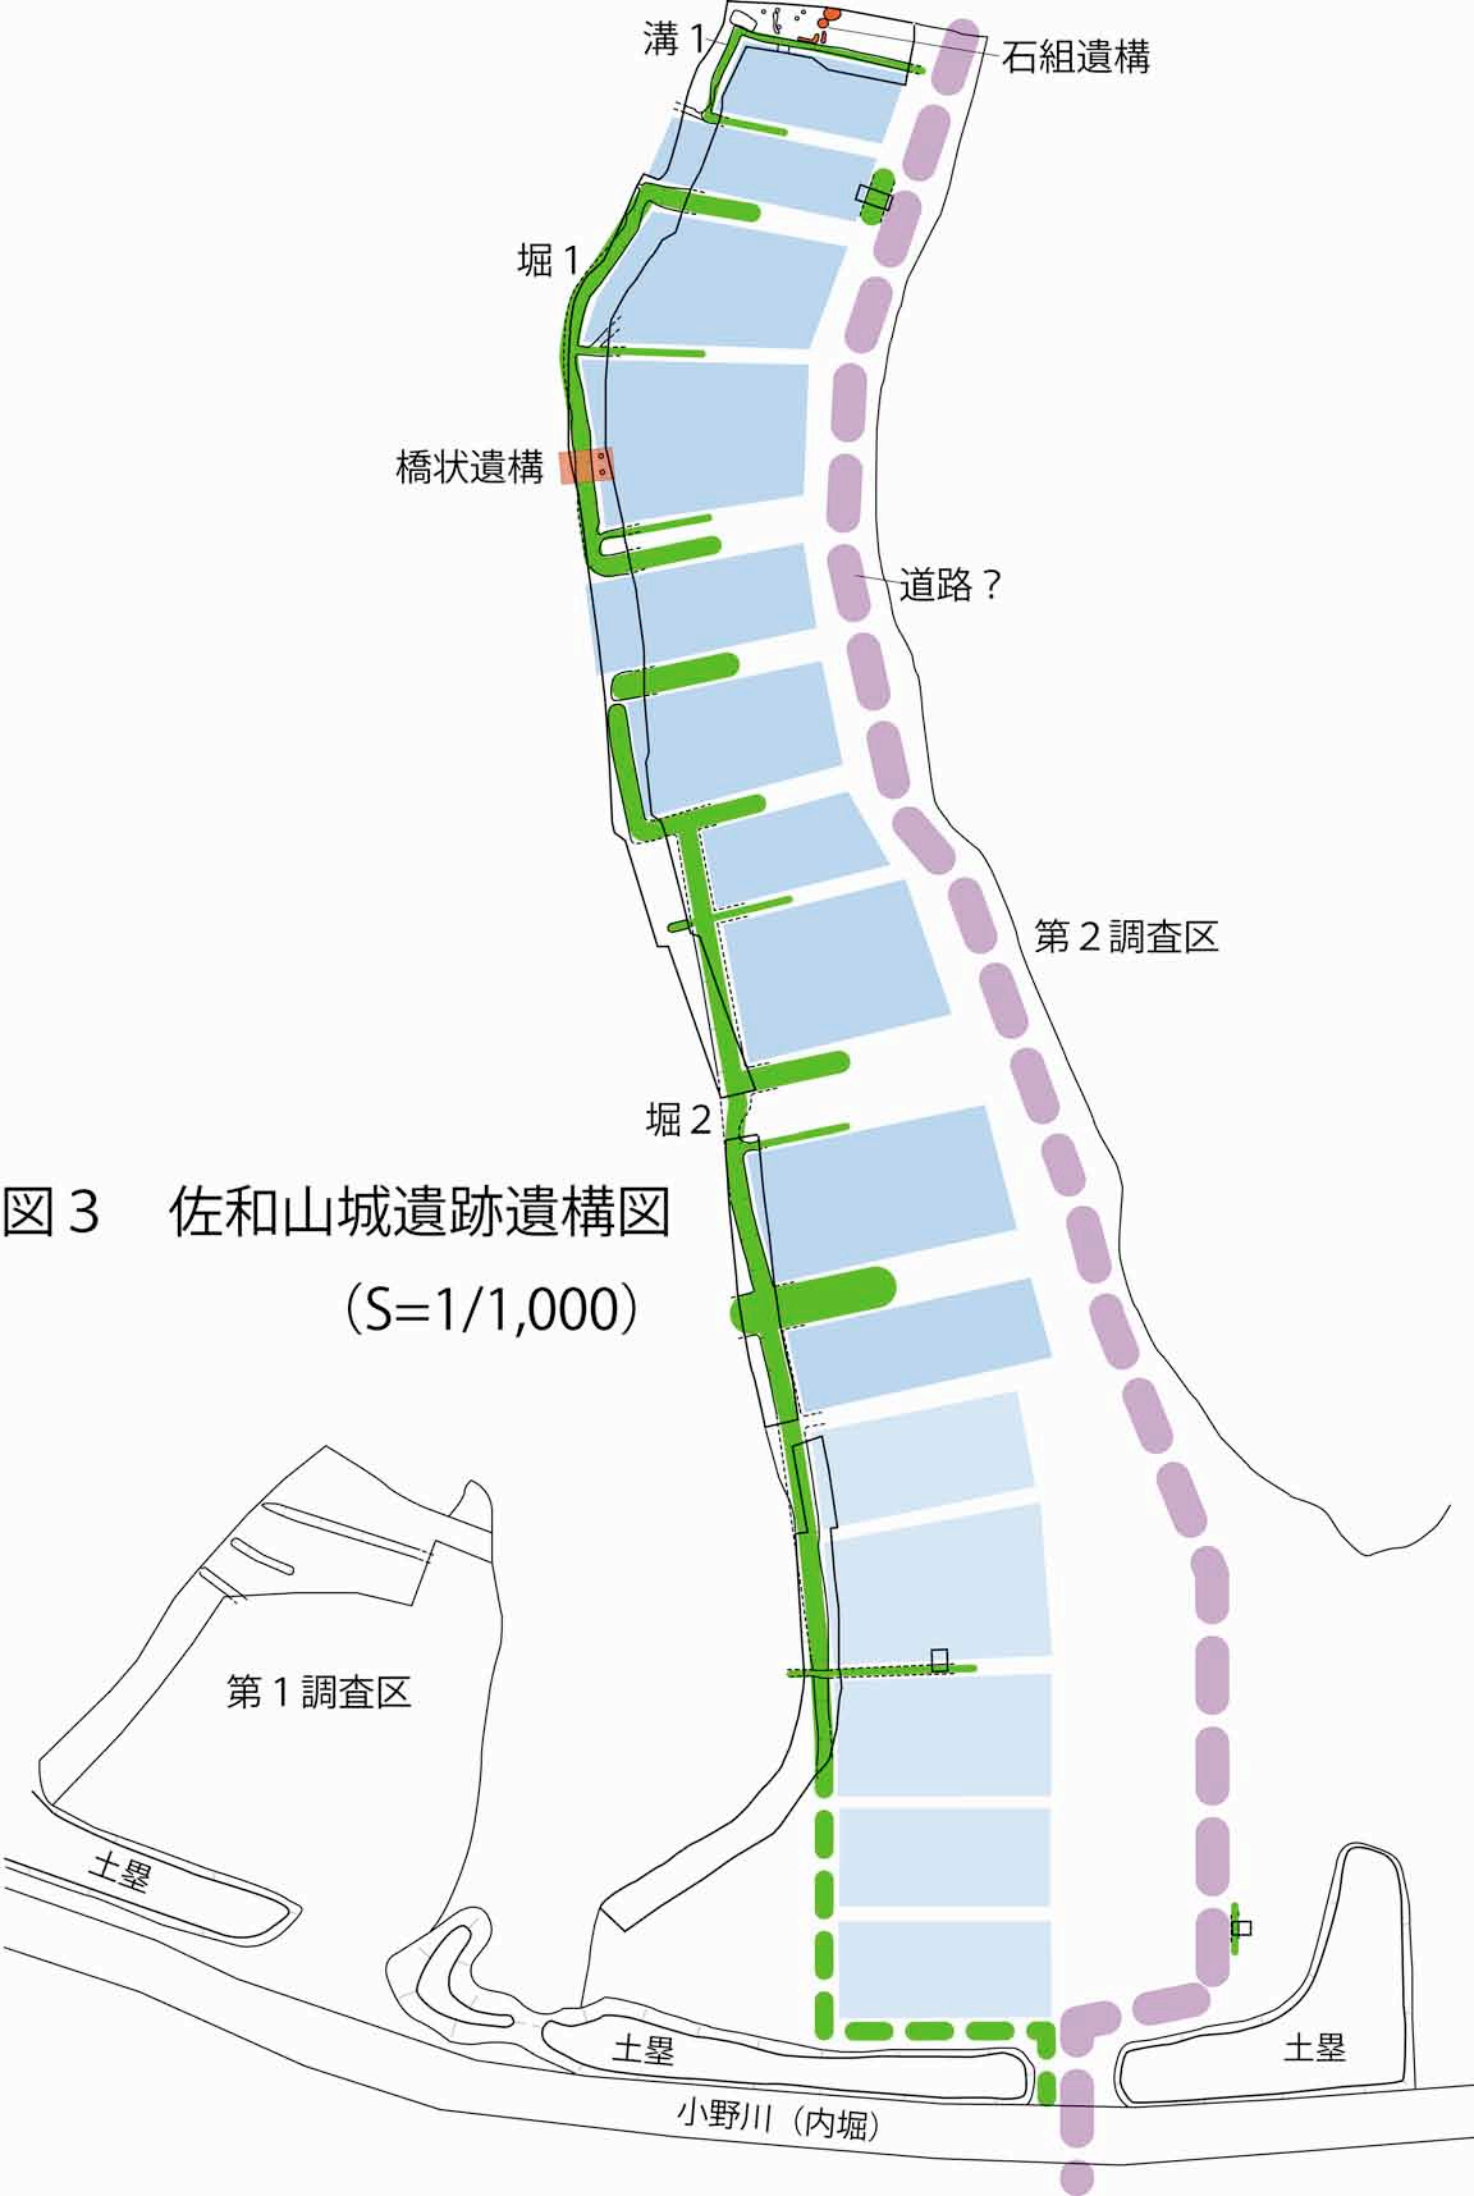 溝1
石組遺構
堀1
橋状遺構
道路?
第2調査区
堀2
図3 佐和山城遺跡遺構図
(S=1/1,000)
第1調査区
土塁
土塁
土塁
小野川(内堀)